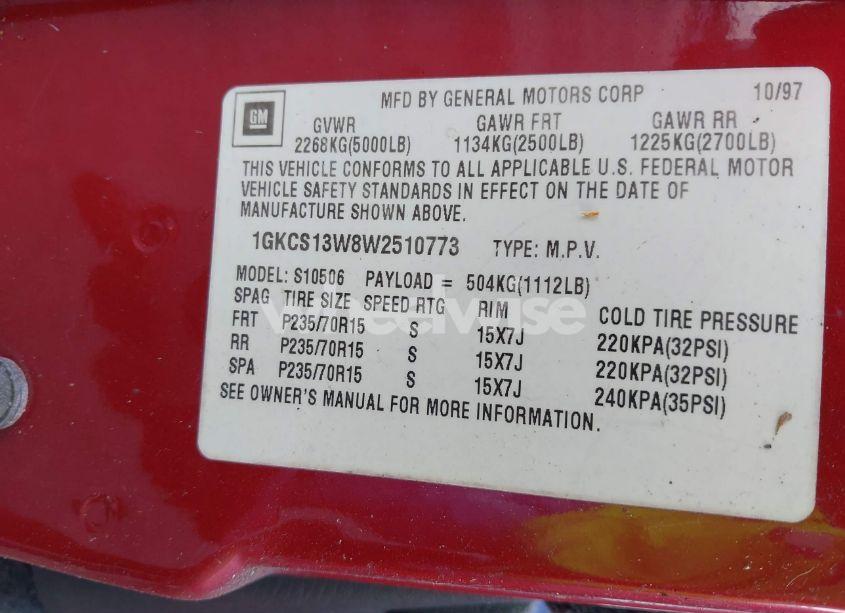 MFD BY GENERAL MOTORS CORP 10/97
GM
GVWR GAWR FRT GAWR RR
2268KG(5000LB) 1134KG(2500LB) 1225KG(2700LB)
THIS VEHICLE CONFORMS TO ALL APPLICABLE U.S. FEDERAL MOTOR
VEHICLE SAFETY STANDARDS IN EFFECT ON THE DATE OF
MANUFACTURE SHOWN ABOVE.
1GKCS13W8W2510773 TYPE: M.P.V.
MODEL: S10506 PAYLOAD = 504KG(1112LB)
SPAG TIRE SIZE SPEED RTG RIM COLD TIRE PRESSURE
FRT P235/70R15 S 15X7J 220KPA(32PSI)
RR P235/70R15 S 15X7J 220KPA(32PSI)
SPA P235/70R15 S 15X7J 240KPA(35PSI)
SEE OWNER'S MANUAL FOR MORE INFORMATION.
wheelwise